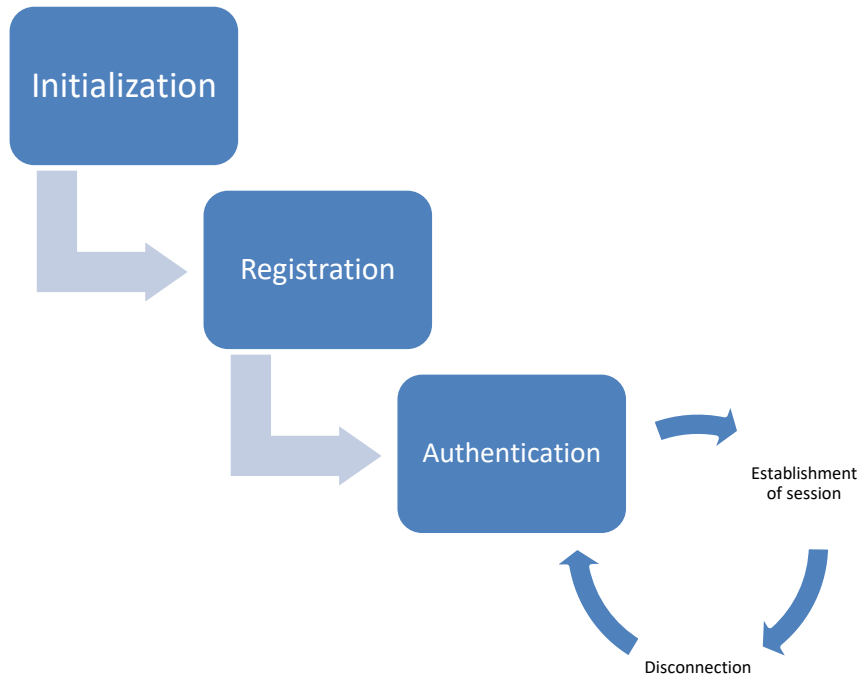 Initialization
Registration
Authentication
Establishment
of session
Disconnection